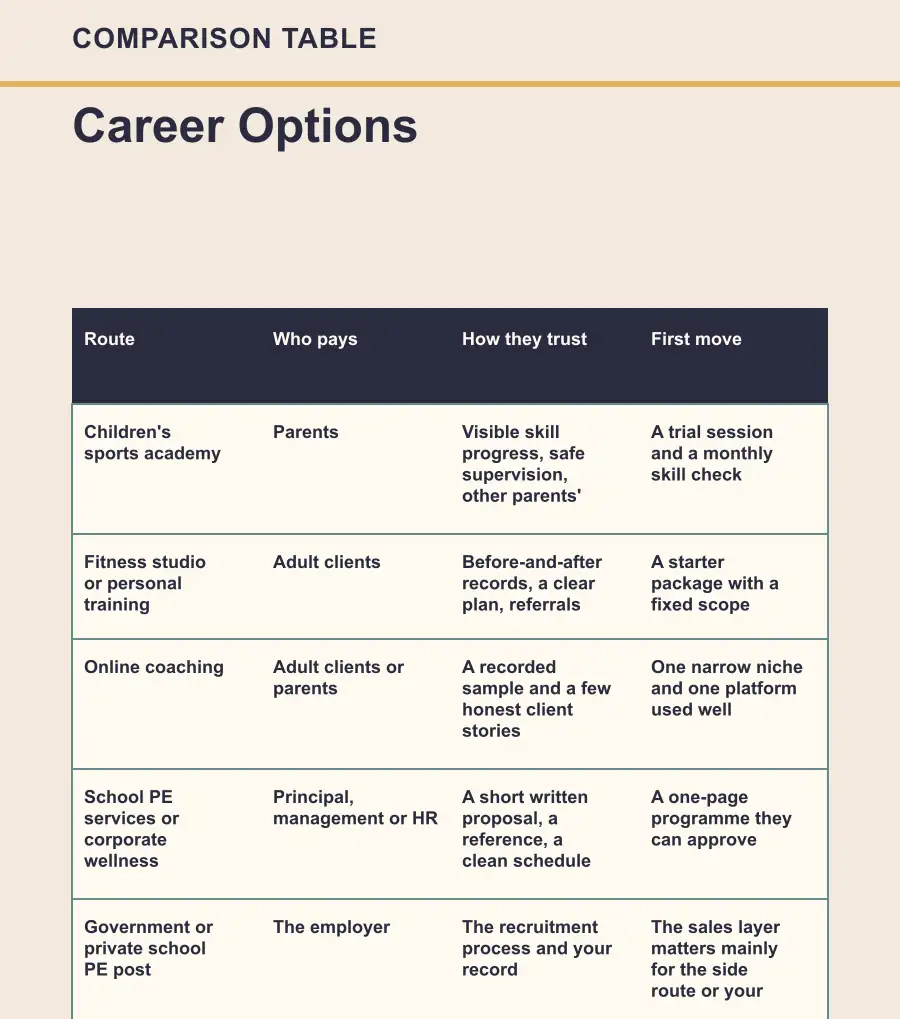 COMPARISON TABLE
Career Options
Route
Who pays
How they trust
First move
Children's
sports academy
Parents
Visible skill
progress, safe
supervision,
other parents'
A trial session
and a monthly
skill check
Fitness studio
or personal
training
Adult clients
Before-and-after
records, a clear
plan, referrals
A starter
package with a
fixed scope
Online coaching
Adult clients or
parents
A recorded
sample and a few
honest client
stories
One narrow niche
and one platform
used well
School PE
services or
corporate
wellness
Principal,
management or HR
A short written
proposal, a
reference, a
clean schedule
A one-page
programme they
can approve
Government or
private school
PE post
The employer
The recruitment
process and your
record
The sales layer
matters mainly
for the side
route or your